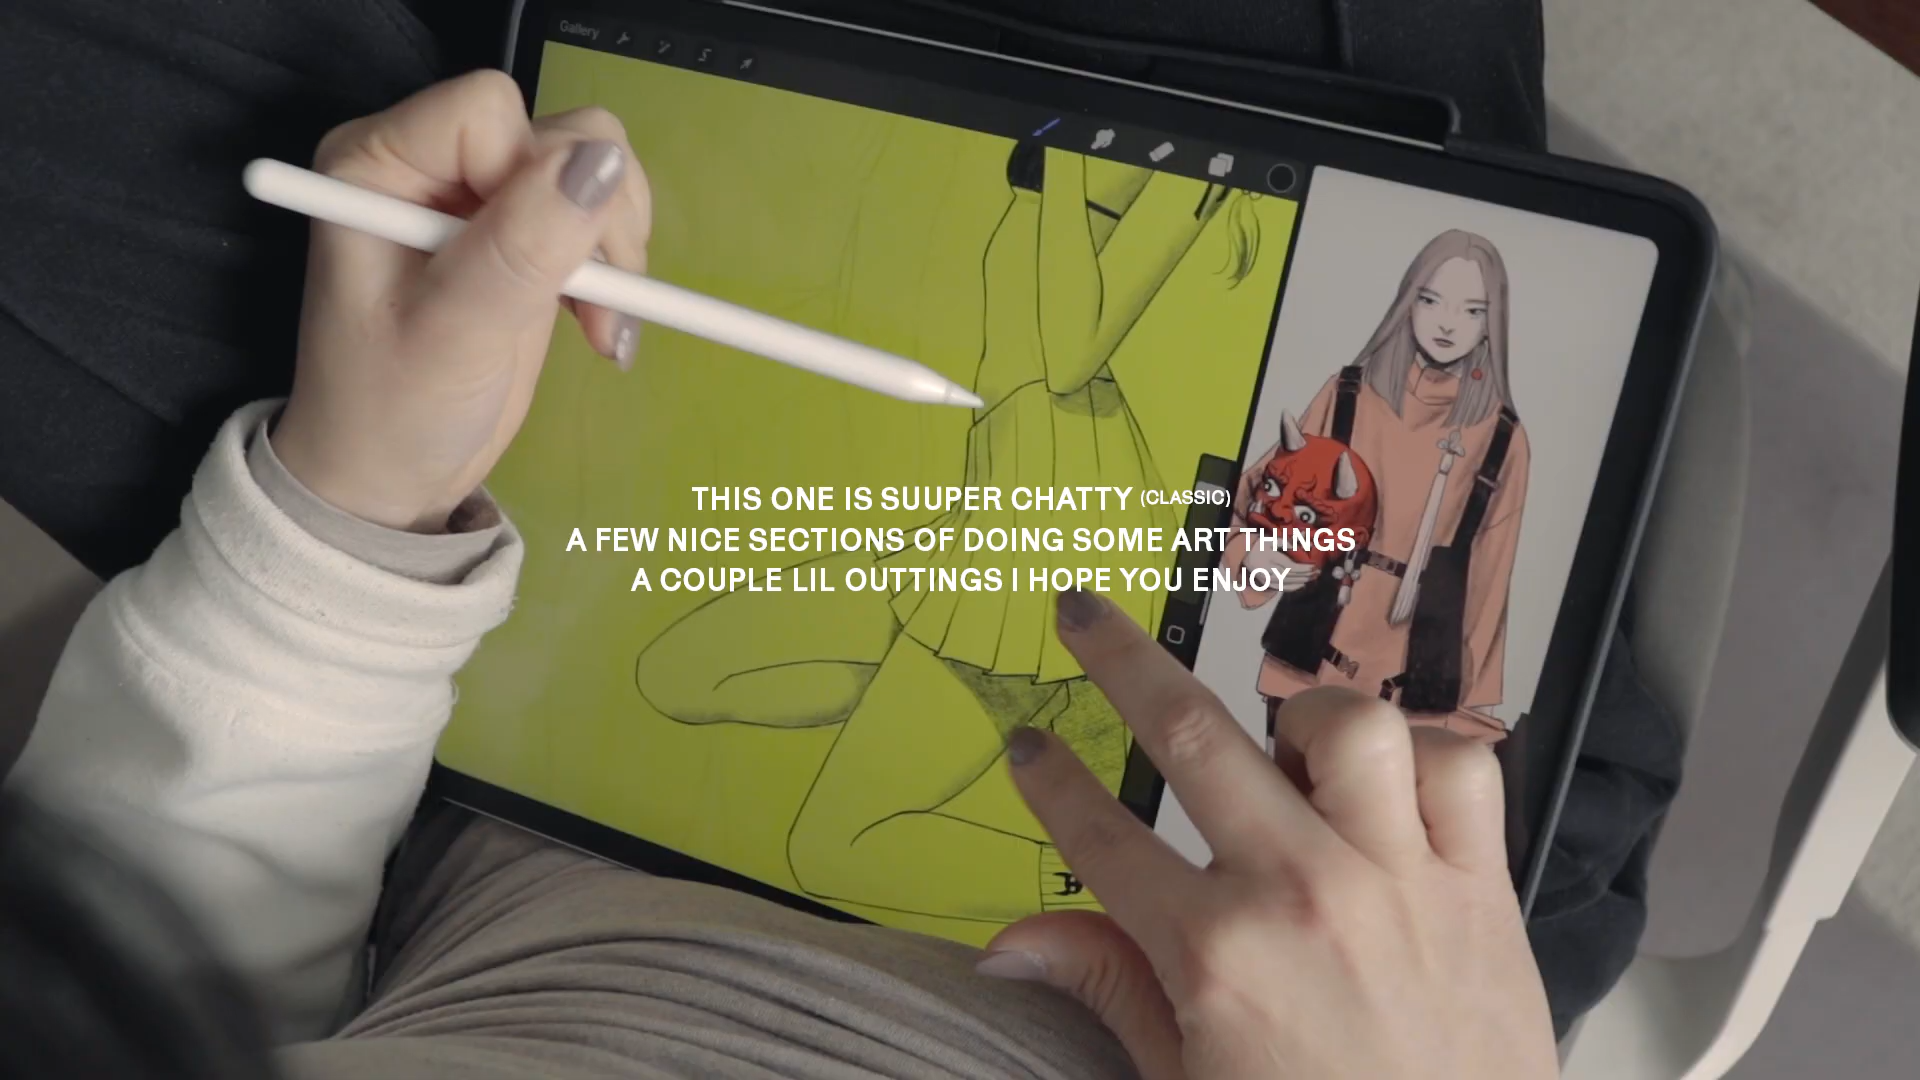 Gallery
THIS ONE IS SUUPER CHATTY (CLASSIC)
A FEW NICE SECTIONS OF DOING SOME ART THINGS
A COUPLE LIL OUTTINGS I HOPE YOU ENJOY